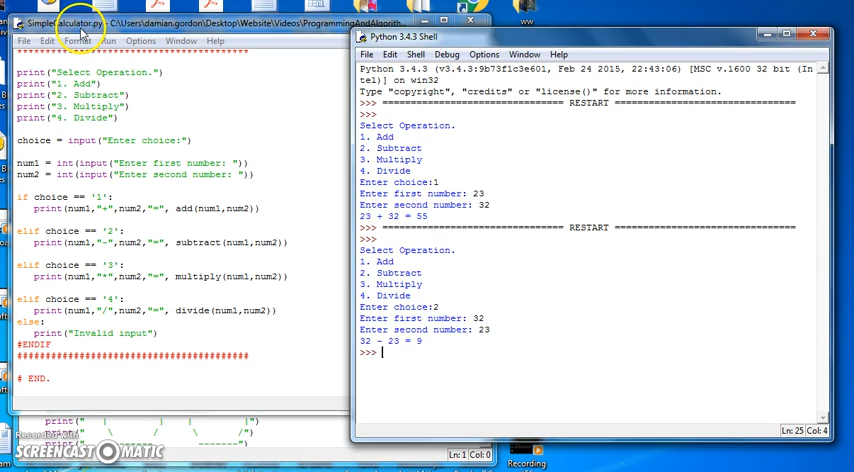 ww
SimpleCalculator.py - C:\Users\damian.gordon\Desktop\Website\Videos\ProgrammingAndAlgorith...
File Edit Format Run Options Window Help
########################################
print("Select Operation.")
print("1. Add")
print("2. Subtract")
print("3. Multiply")
print("4. Divide")
choice = input("Enter choice:")
num1 = int(input("Enter first number: "))
num2 = int(input("Enter second number: "))
if choice == '1':
print(num1,"+",num2,"=", add(num1,num2))
elif choice == '2':
print(num1,"-",num2,"=", subtract(num1,num2))
elif choice == '3':
print(num1,"*",num2,"=", multiply(num1,num2))
elif choice == '4':
print(num1,"/",num2,"=", divide(num1,num2))
else:
print("Invalid input")
#ENDIF
########################################
# END.
print(" | | |")
print(" \ /")
print(" -------")
Ln: 1 Col: 0
Recorded with
SCREENCAST-O-MATIC
Python 3.4.3 Shell
File Edit Shell Debug Options Window Help
Python 3.4.3 (v3.4.3:9b73f1c3e601, Feb 24 2015, 22:43:06) [MSC v.1600 32 bit (In
tel)] on win32
Type "copyright", "credits" or "license()" for more information.
>>> ================================ RESTART ================================
>>>
Select Operation.
1. Add
2. Subtract
3. Multiply
4. Divide
Enter choice:1
Enter first number: 23
Enter second number: 32
23 + 32 = 55
>>> ================================ RESTART ================================
>>>
Select Operation.
1. Add
2. Subtract
3. Multiply
4. Divide
Enter choice:2
Enter first number: 32
Enter second number: 23
32 - 23 = 9
>>>
Ln: 25 Col: 4
Recording